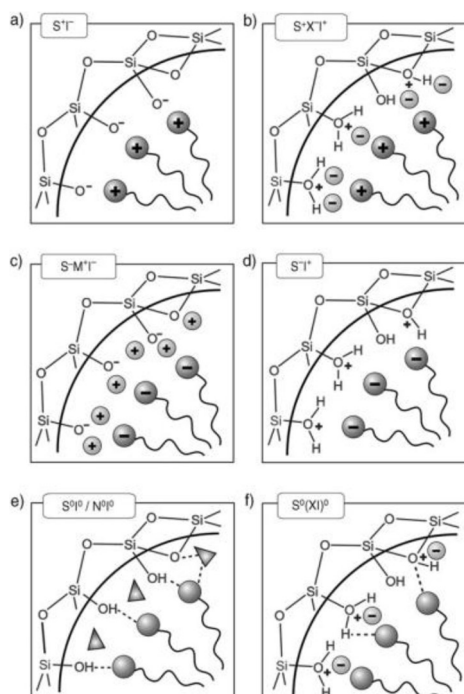 a) S⁺I⁻
O Si
Si
O O
O⁻
Si
O O⁻ +
+
Si O⁻ +
b) S⁺X⁻I⁺
O Si
Si
O O H −
+ −
OH
Si H
O O H + − +
+
H −
Si O + −
H
c) S⁻M⁺I⁻
O Si
Si
O O
O⁻ +
Si
O O⁻ + +
+ −
−
Si O⁻ +
+ −
d) S⁻I⁺
O Si
Si
O O
+ H
OH
Si H
O O H −
+
−
H
Si O +
H −
e) S⁰I⁰ / N⁰I⁰
O Si
Si
O O
OH
Si
O OH
Si OH
f) S⁰(XI)⁰
O Si
Si
O O + −
H
OH
Si H
O O + −
H
H
Si O + −
H